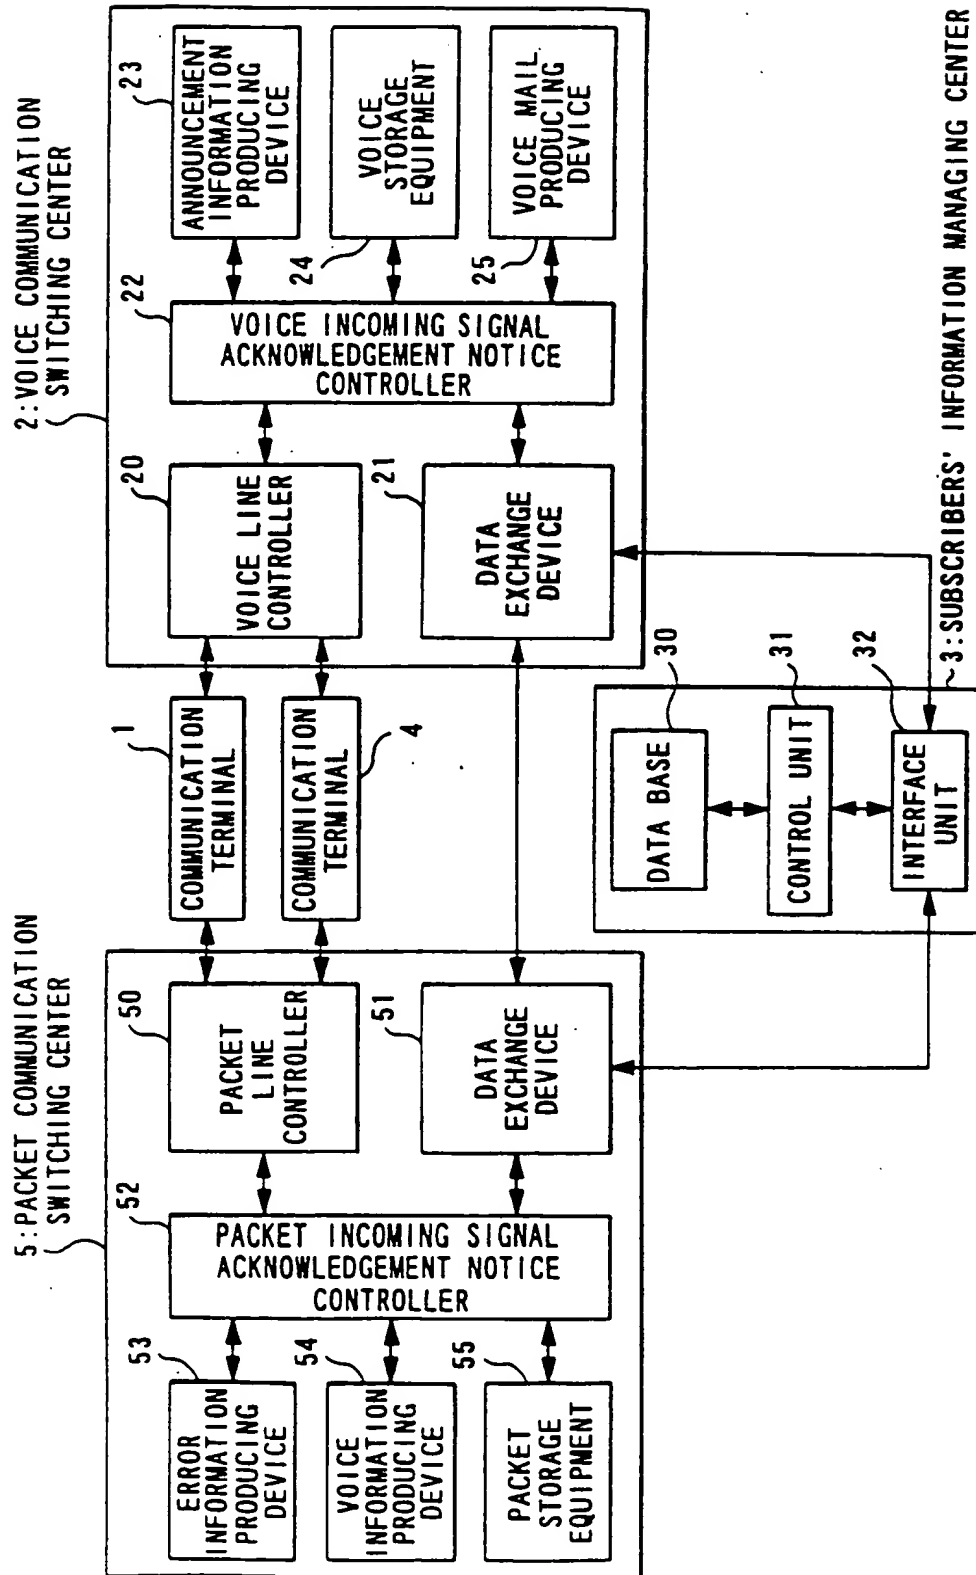 5:PACKET COMMUNICATION
SWITCHING CENTER
53
ERROR
INFORMATION
PRODUCING
DEVICE
54
VOICE
INFORMATION
PRODUCING
DEVICE
55
PACKET
STORAGE
EQUIPMENT
52
PACKET INCOMING SIGNAL
ACKNOWLEDGEMENT NOTICE
CONTROLLER
50
PACKET
LINE
CONTROLLER
51
DATA
EXCHANGE
DEVICE
1
COMMUNICATION
TERMINAL
COMMUNICATION
TERMINAL
4
2:VOICE COMMUNICATION
SWITCHING CENTER
20
VOICE LINE
CONTROLLER
21
DATA
EXCHANGE
DEVICE
22
VOICE INCOMING SIGNAL
ACKNOWLEDGEMENT NOTICE
CONTROLLER
23
ANNOUNCEMENT
INFORMATION
PRODUCING
DEVICE
24
VOICE
STORAGE
EQUIPMENT
25
VOICE MAIL
PRODUCING
DEVICE
30
DATA BASE
31
CONTROL UNIT
32
INTERFACE
UNIT
3:SUBSCRIBERS' INFORMATION MANAGING CENTER